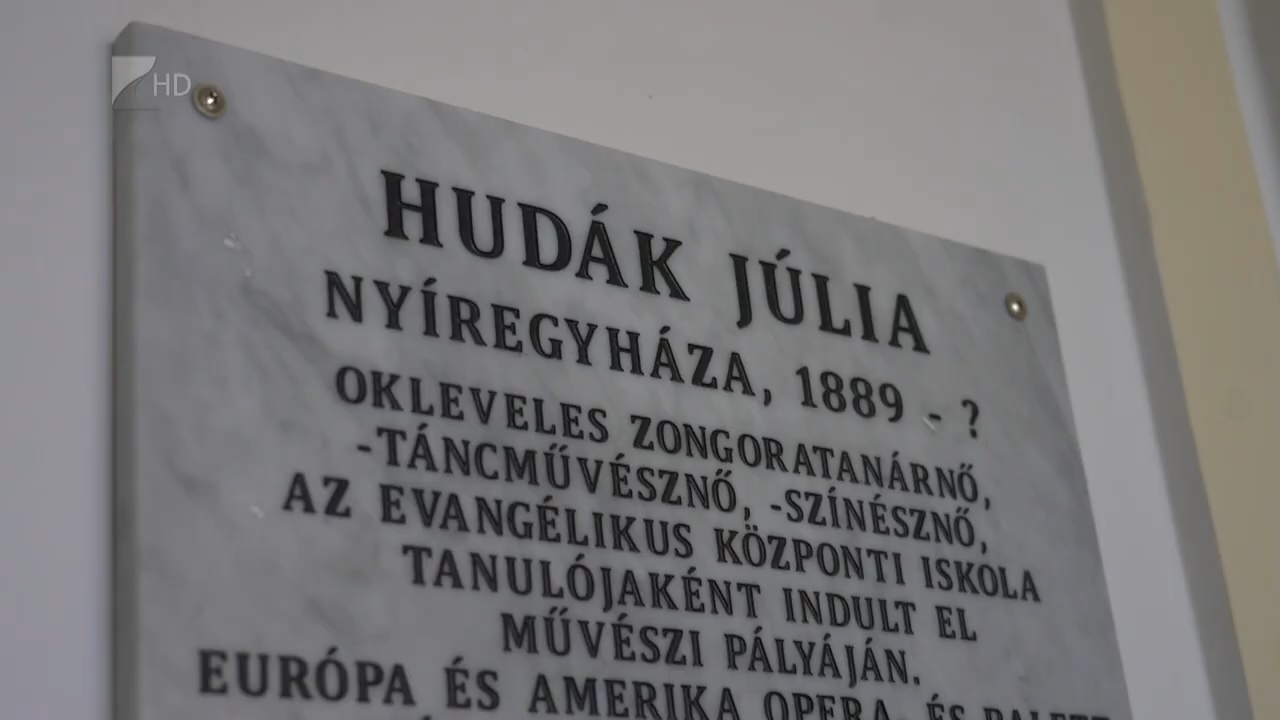 HD
HUDÁK JÚLIA
NYÍREGYHÁZA, 1889 - ?
OKLEVELES ZONGORATANÁRNŐ,
-TÁNCMŰVÉSZNŐ, -SZÍNÉSZNŐ,
AZ EVANGÉLIKUS KÖZPONTI ISKOLA
TANULÓJAKÉNT INDULT EL
MŰVÉSZI PÁLYÁJÁN.
EURÓPA ÉS AMERIKA OPERA ÉS